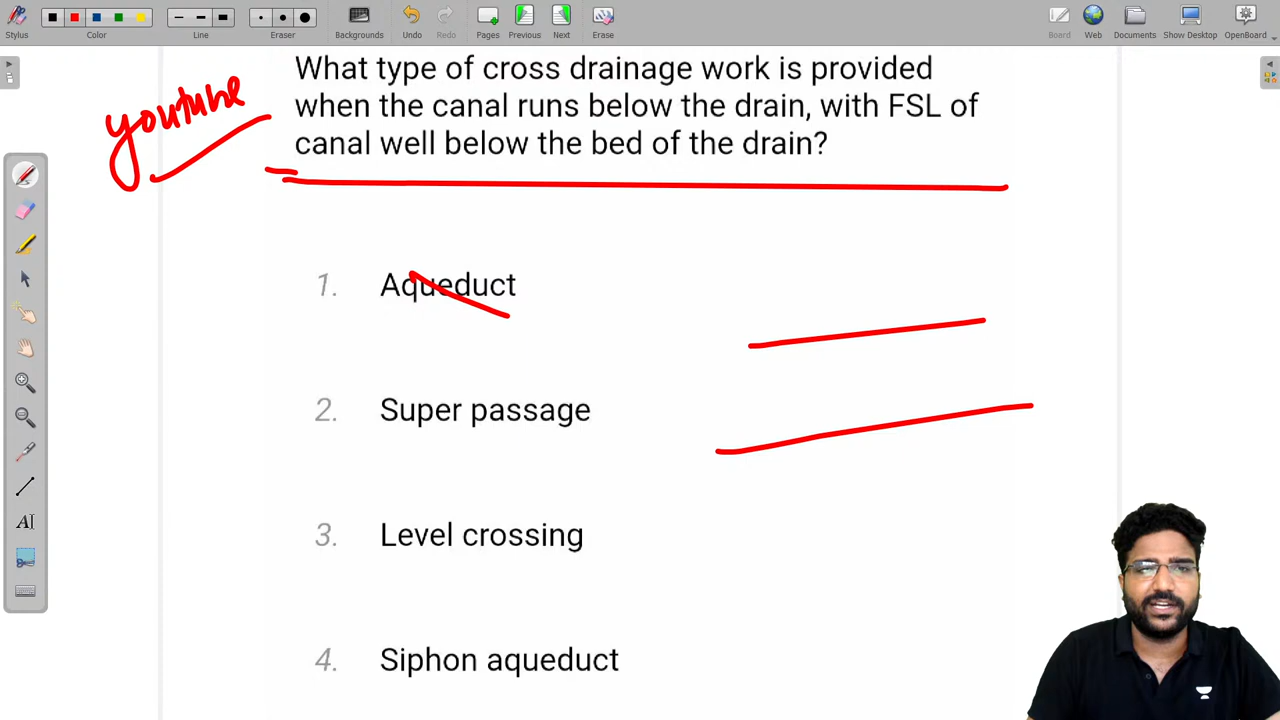 Stylus
Color
Line
Eraser
Backgrounds
Undo
Redo
Pages
Previous
Next
Erase
Board
Web
Documents
Show Desktop
OpenBoard
youtube
What type of cross drainage work is provided
when the canal runs below the drain, with FSL of
canal well below the bed of the drain?
1. Aqueduct
2. Super passage
3. Level crossing
4. Siphon aqueduct